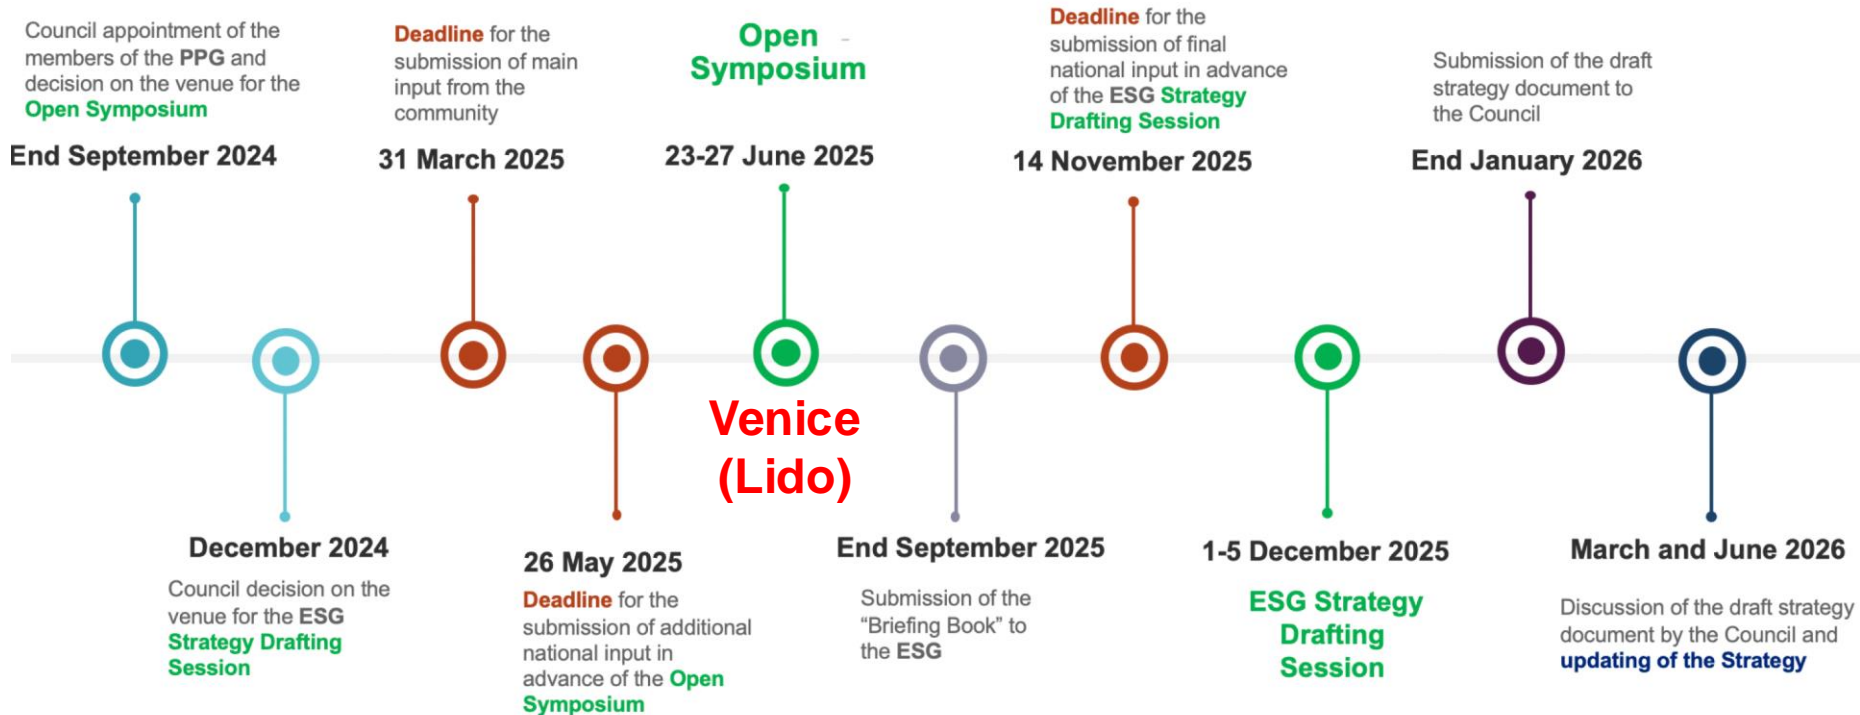 Council appointment of the
members of the PPG and
decision on the venue for the
Open Symposium
End September 2024
Deadline for the
submission of main
input from the
community
31 March 2025
Open
Symposium
23-27 June 2025
Deadline for the
submission of final
national input in advance
of the ESG Strategy
Drafting Session
14 November 2025
Submission of the draft
strategy document to
the Council
End January 2026
Venice
(Lido)
December 2024
Council decision on the
venue for the ESG
Strategy Drafting
Session
26 May 2025
Deadline for the
submission of additional
national input in
advance of the Open
Symposium
End September 2025
Submission of the
“Briefing Book” to
the ESG
1-5 December 2025
ESG Strategy
Drafting
Session
March and June 2026
Discussion of the draft strategy
document by the Council and
updating of the Strategy